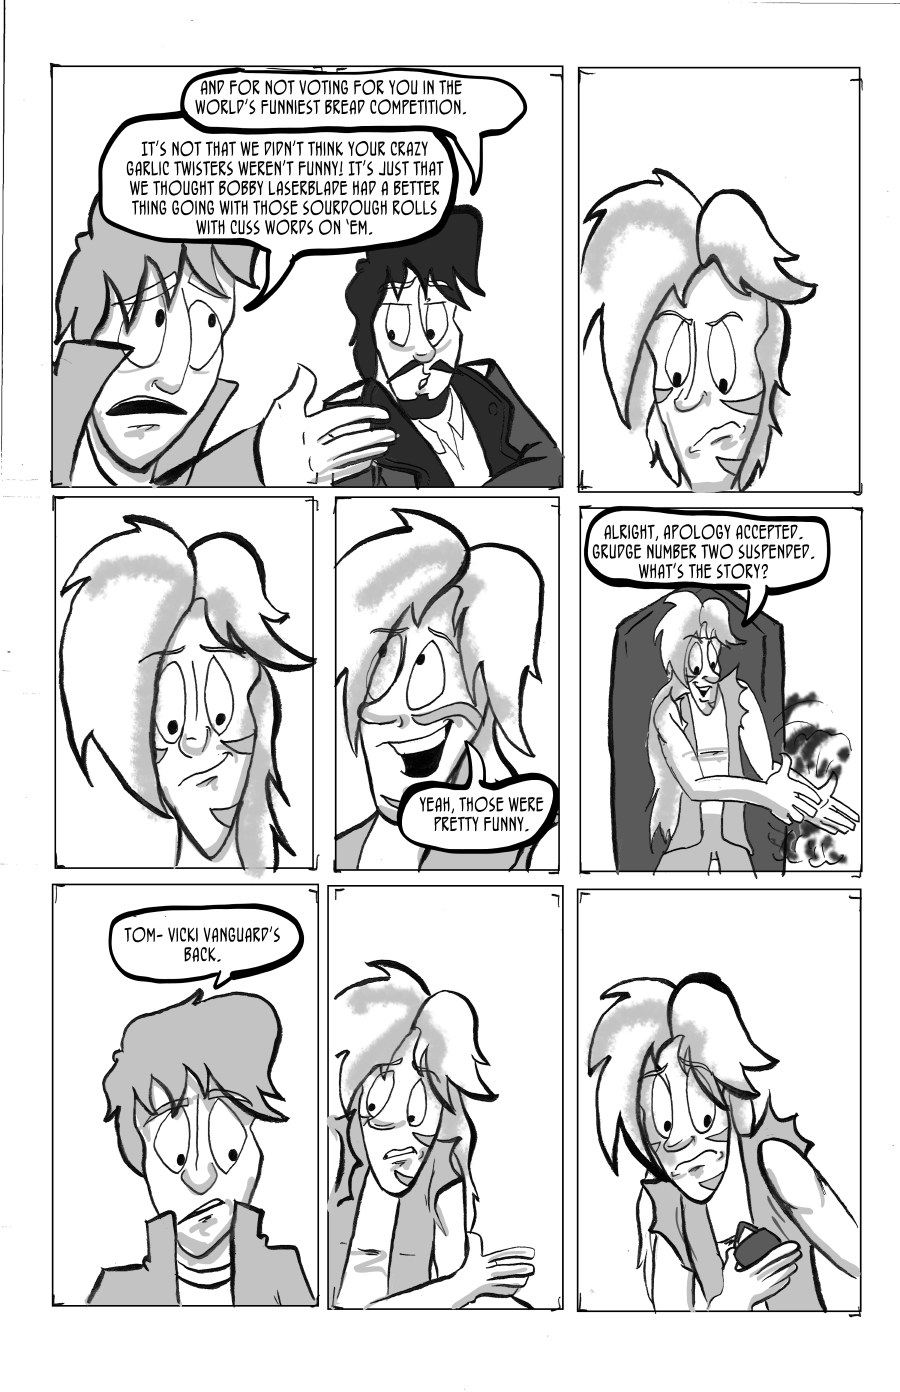 AND FOR NOT VOTING FOR YOU IN THE
WORLD'S FUNNIEST BREAD COMPETITION.
IT'S NOT THAT WE DIDN'T THINK YOUR CRAZY
GARLIC TWISTERS WEREN'T FUNNY! IT'S JUST THAT
WE THOUGHT BOBBY LASERBLADE HAD A BETTER
THING GOING WITH THOSE SOURDOUGH ROLLS
WITH CUSS WORDS ON 'EM.
YEAH, THOSE WERE
PRETTY FUNNY.
ALRIGHT, APOLOGY ACCEPTED.
GRUDGE NUMBER TWO SUSPENDED.
WHAT'S THE STORY?
TOM- VICKI VANGUARD'S
BACK.